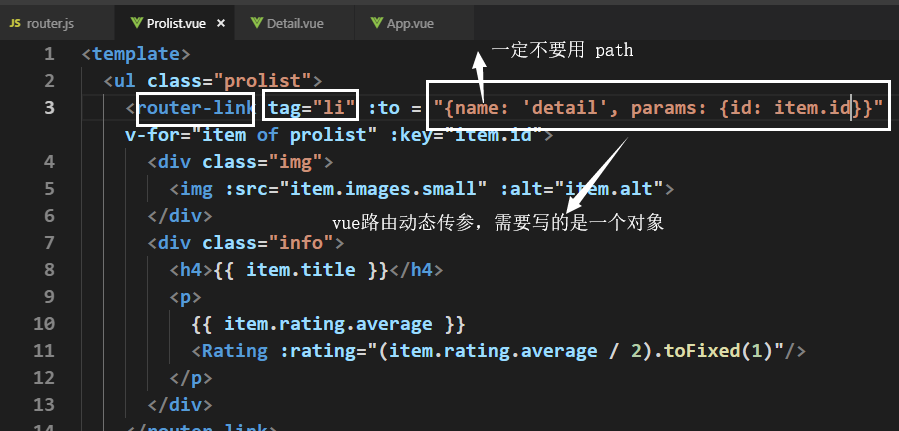 JS router.js Prolist.vue × Detail.vue App.vue
一定不要用 path
1 <template>
2 <ul class="prolist">
3 <router-link tag="li" :to = "{name: 'detail', params: {id: item.id}}"
v-for="item of prolist" :key="item.id">
4 <div class="img">
5 <img :src="item.images.small" :alt="item.alt">
6 </div>
vue路由动态传参，需要写的是一个对象
7 <div class="info">
8 <h4>{{ item.title }}</h4>
9 <p>
10 {{ item.rating.average }}
11 <Rating :rating="(item.rating.average / 2).toFixed(1)"/>
12 </p>
13 </div>
14 </router-link>